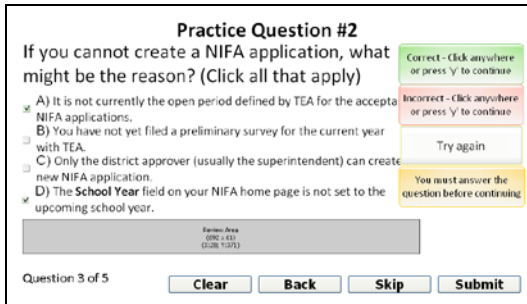 Practice Question #2
If you cannot create a NIFA application, what
might be the reason? (Click all that apply)
A) It is not currently the open period defined by TEA for the accepta
NIFA applications.
B) You have not yet filed a preliminary survey for the current year
with TEA.
C) Only the district approver (usually the superintendent) can create
new NIFA application.
D) The School Year field on your NIFA home page is not set to the
upcoming school year.
Correct - Click anywhere
or press 'y' to continue
Incorrect - Click anywhere
or press 'y' to continue
Try again
You must answer the
question before continuing
Review Area
Question 3 of 5
Clear
Back
Skip
Submit